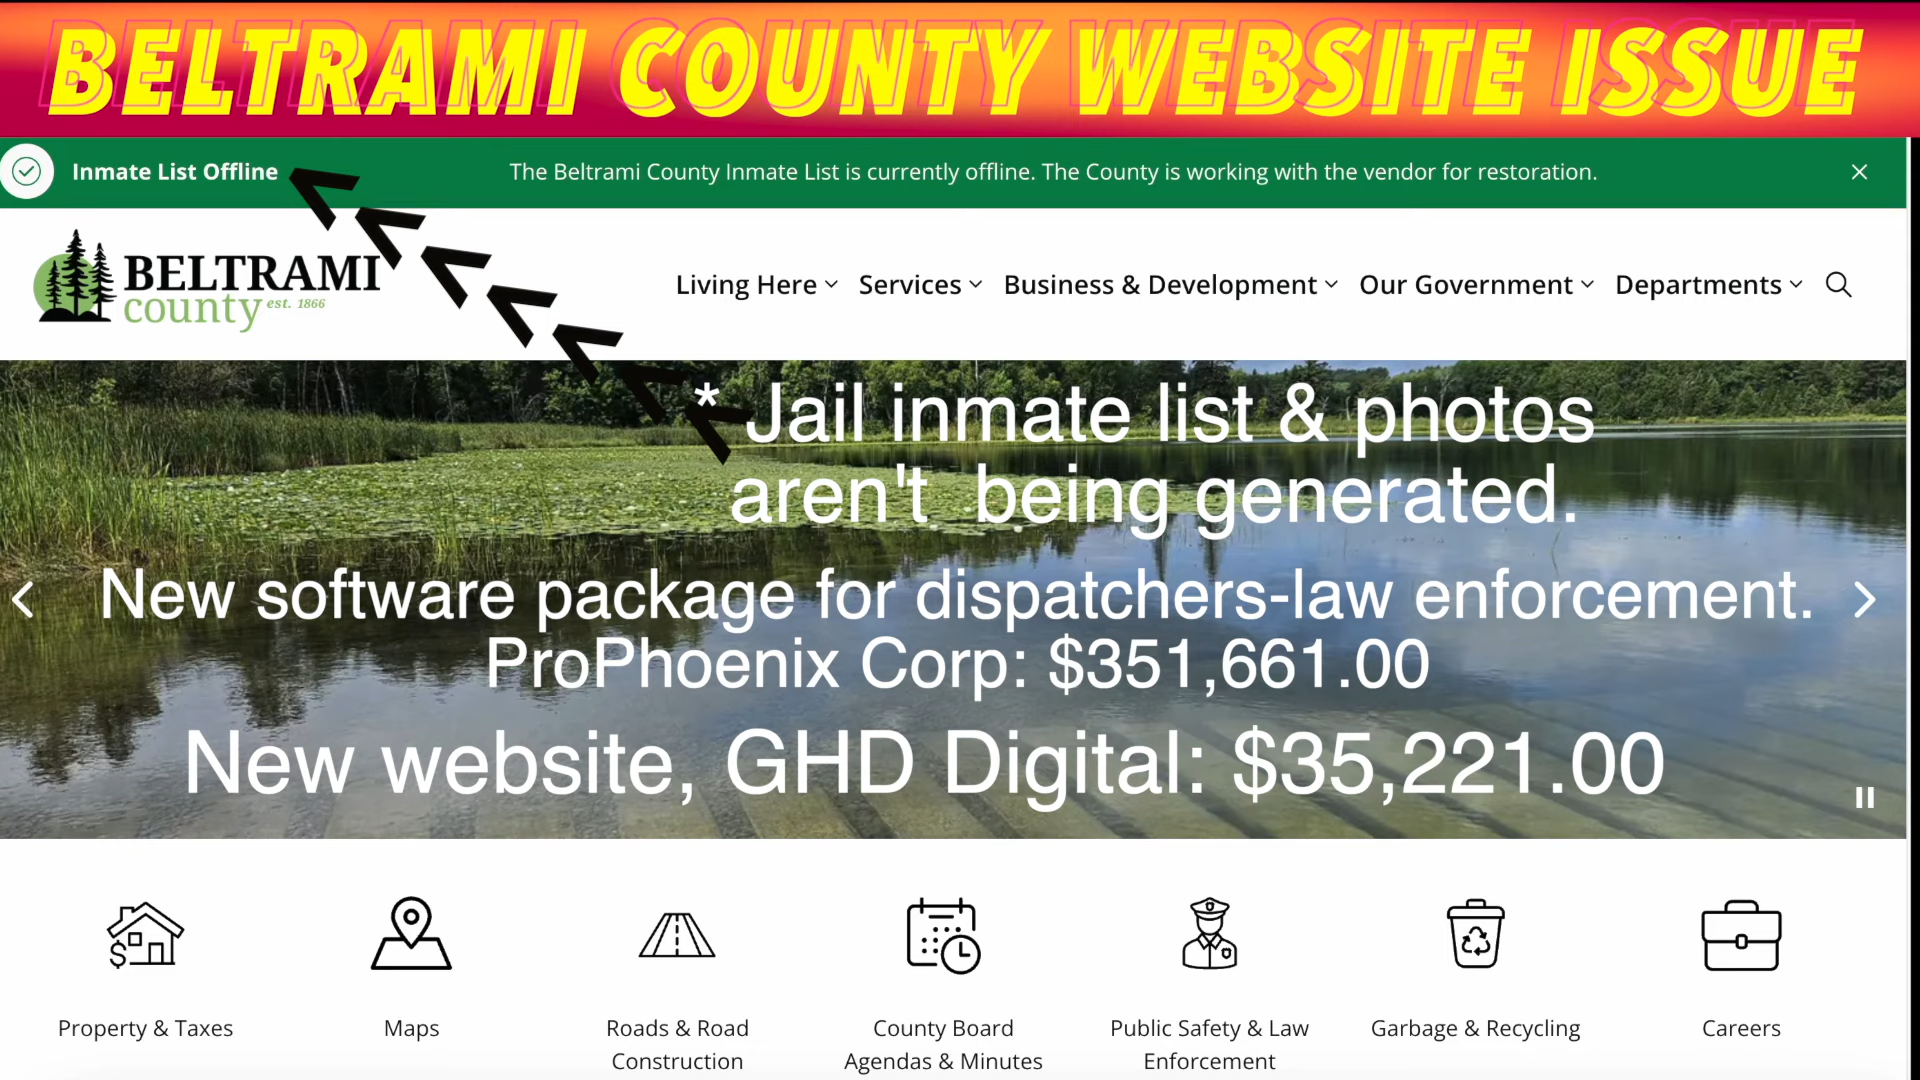 BELTRAMI COUNTY WEBSITE ISSUE
Inmate List Offline
The Beltrami County Inmate List is currently offline. The County is working with the vendor for restoration.
BELTRAMI
county est. 1866
Living Here
Services
Business & Development
Our Government
Departments
* Jail inmate list & photos
aren't being generated.
New software package for dispatchers-law enforcement.
ProPhoenix Corp: $351,661.00
New website, GHD Digital: $35,221.00
Property & Taxes
Maps
Roads & Road
Construction
County Board
Agendas & Minutes
Public Safety & Law
Enforcement
Garbage & Recycling
Careers